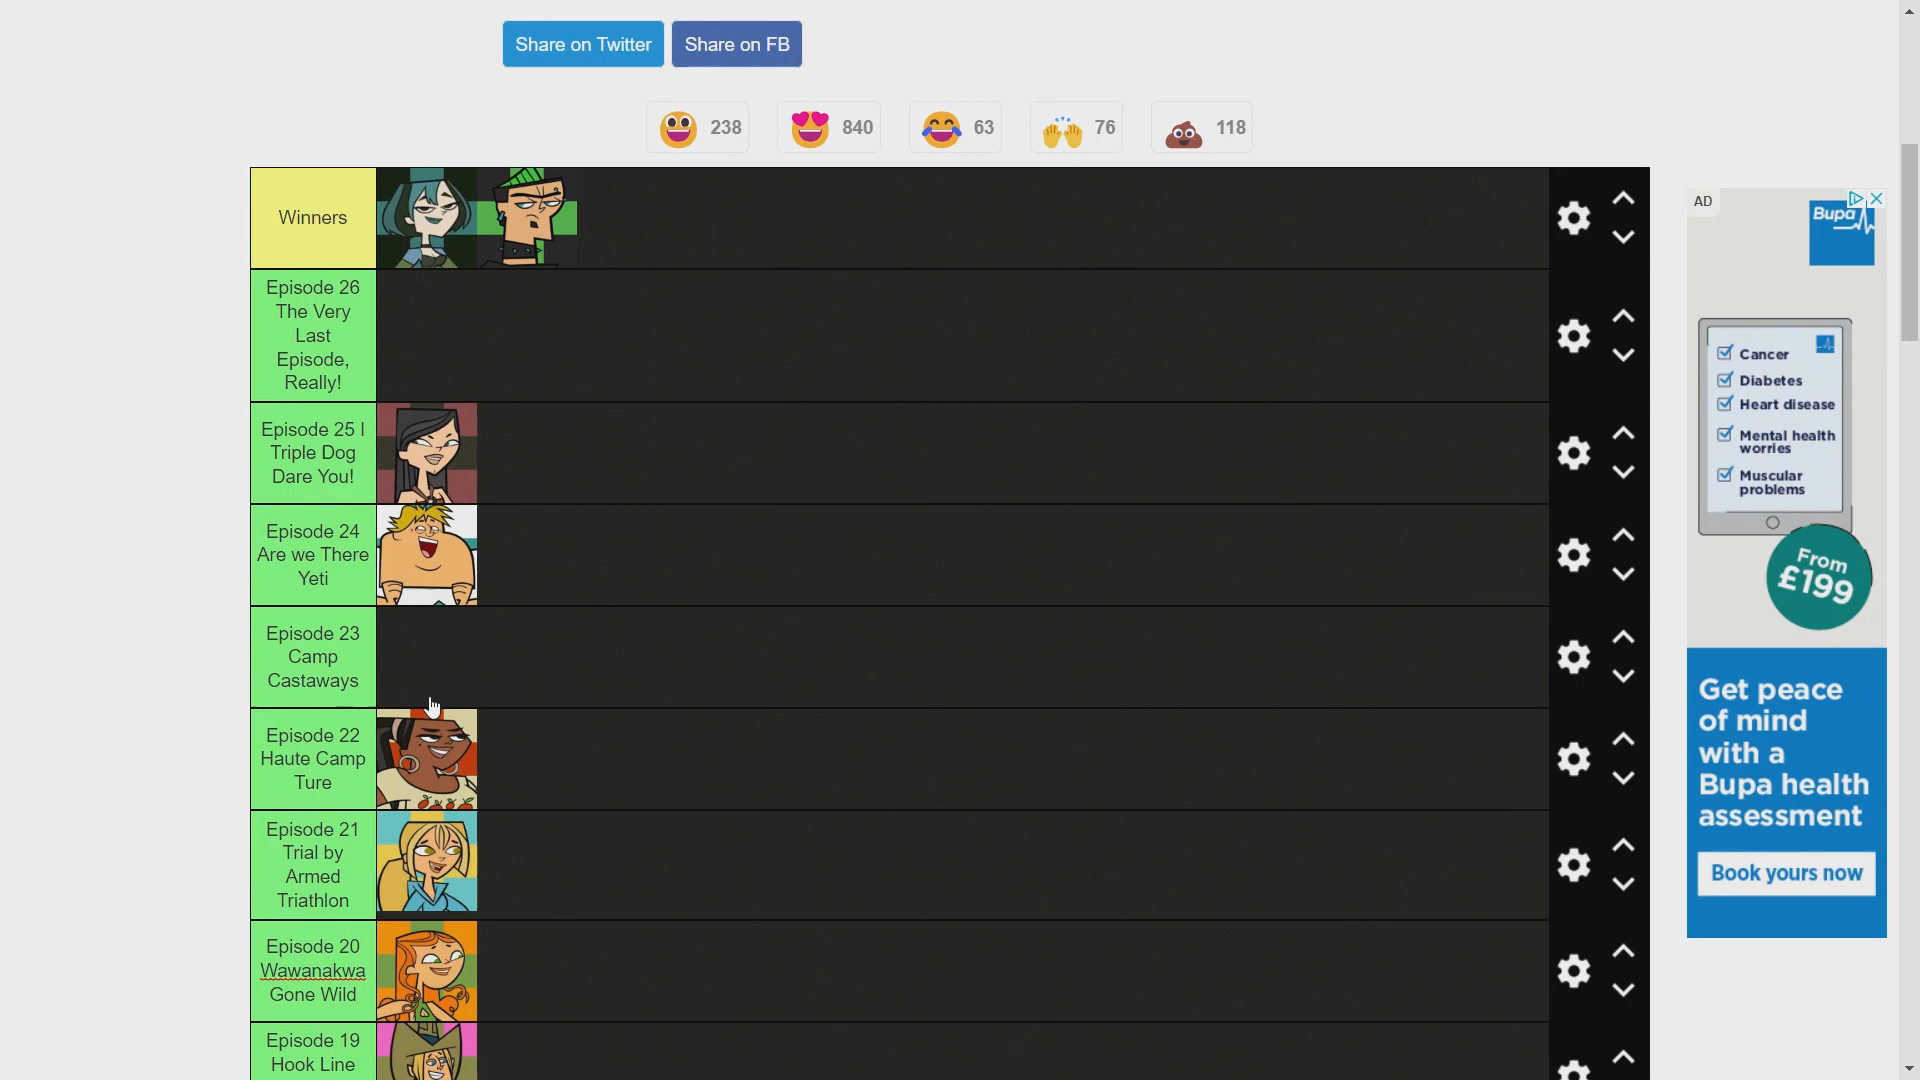 Share on Twitter
Share on FB
238
840
63
76
118
Winners
Episode 26
The Very
Last
Episode,
Really!
Episode 25 I
Triple Dog
Dare You!
Episode 24
Are we There
Yeti
Episode 23
Camp
Castaways
Episode 22
Haute Camp
Ture
Episode 21
Trial by
Armed
Triathlon
Episode 20
Wawanakwa
Gone Wild
Episode 19
Hook Line
AD
Bupa
Cancer
Diabetes
Heart disease
Mental health
worries
Muscular
problems
From
£199
Get peace
of mind
with a
Bupa health
assessment
Book yours now